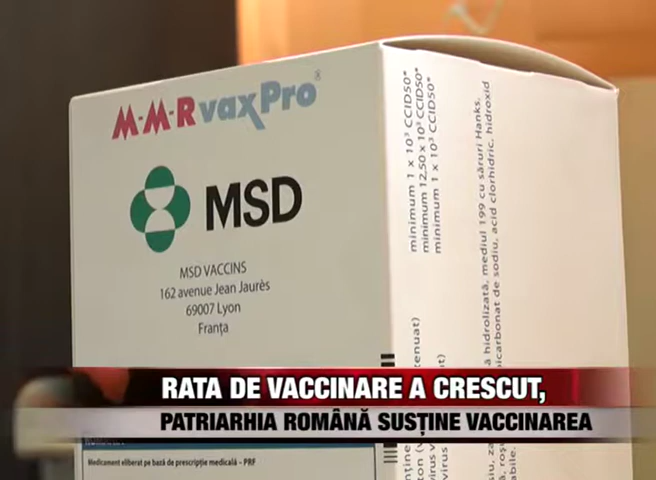 M-M-RvaxPro®
MSD
MSD VACCINS
162 avenue Jean Jaurès
69007 Lyon
Franța
minimum 1 x 10³ CCID50*
minimum 12,50 x 10³ CCID50*
minimum 1 x 10³ CCID50*
hidrolizată, mediul 199 cu săruri Hanks,
bicarbonat de sodiu, acid clorhidric, hidroxid
RATA DE VACCINARE A CRESCUT,
PATRIARHIA ROMÂNĂ SUSȚINE VACCINAREA
Medicament eliberat pe bază de prescripție medicală - PRF